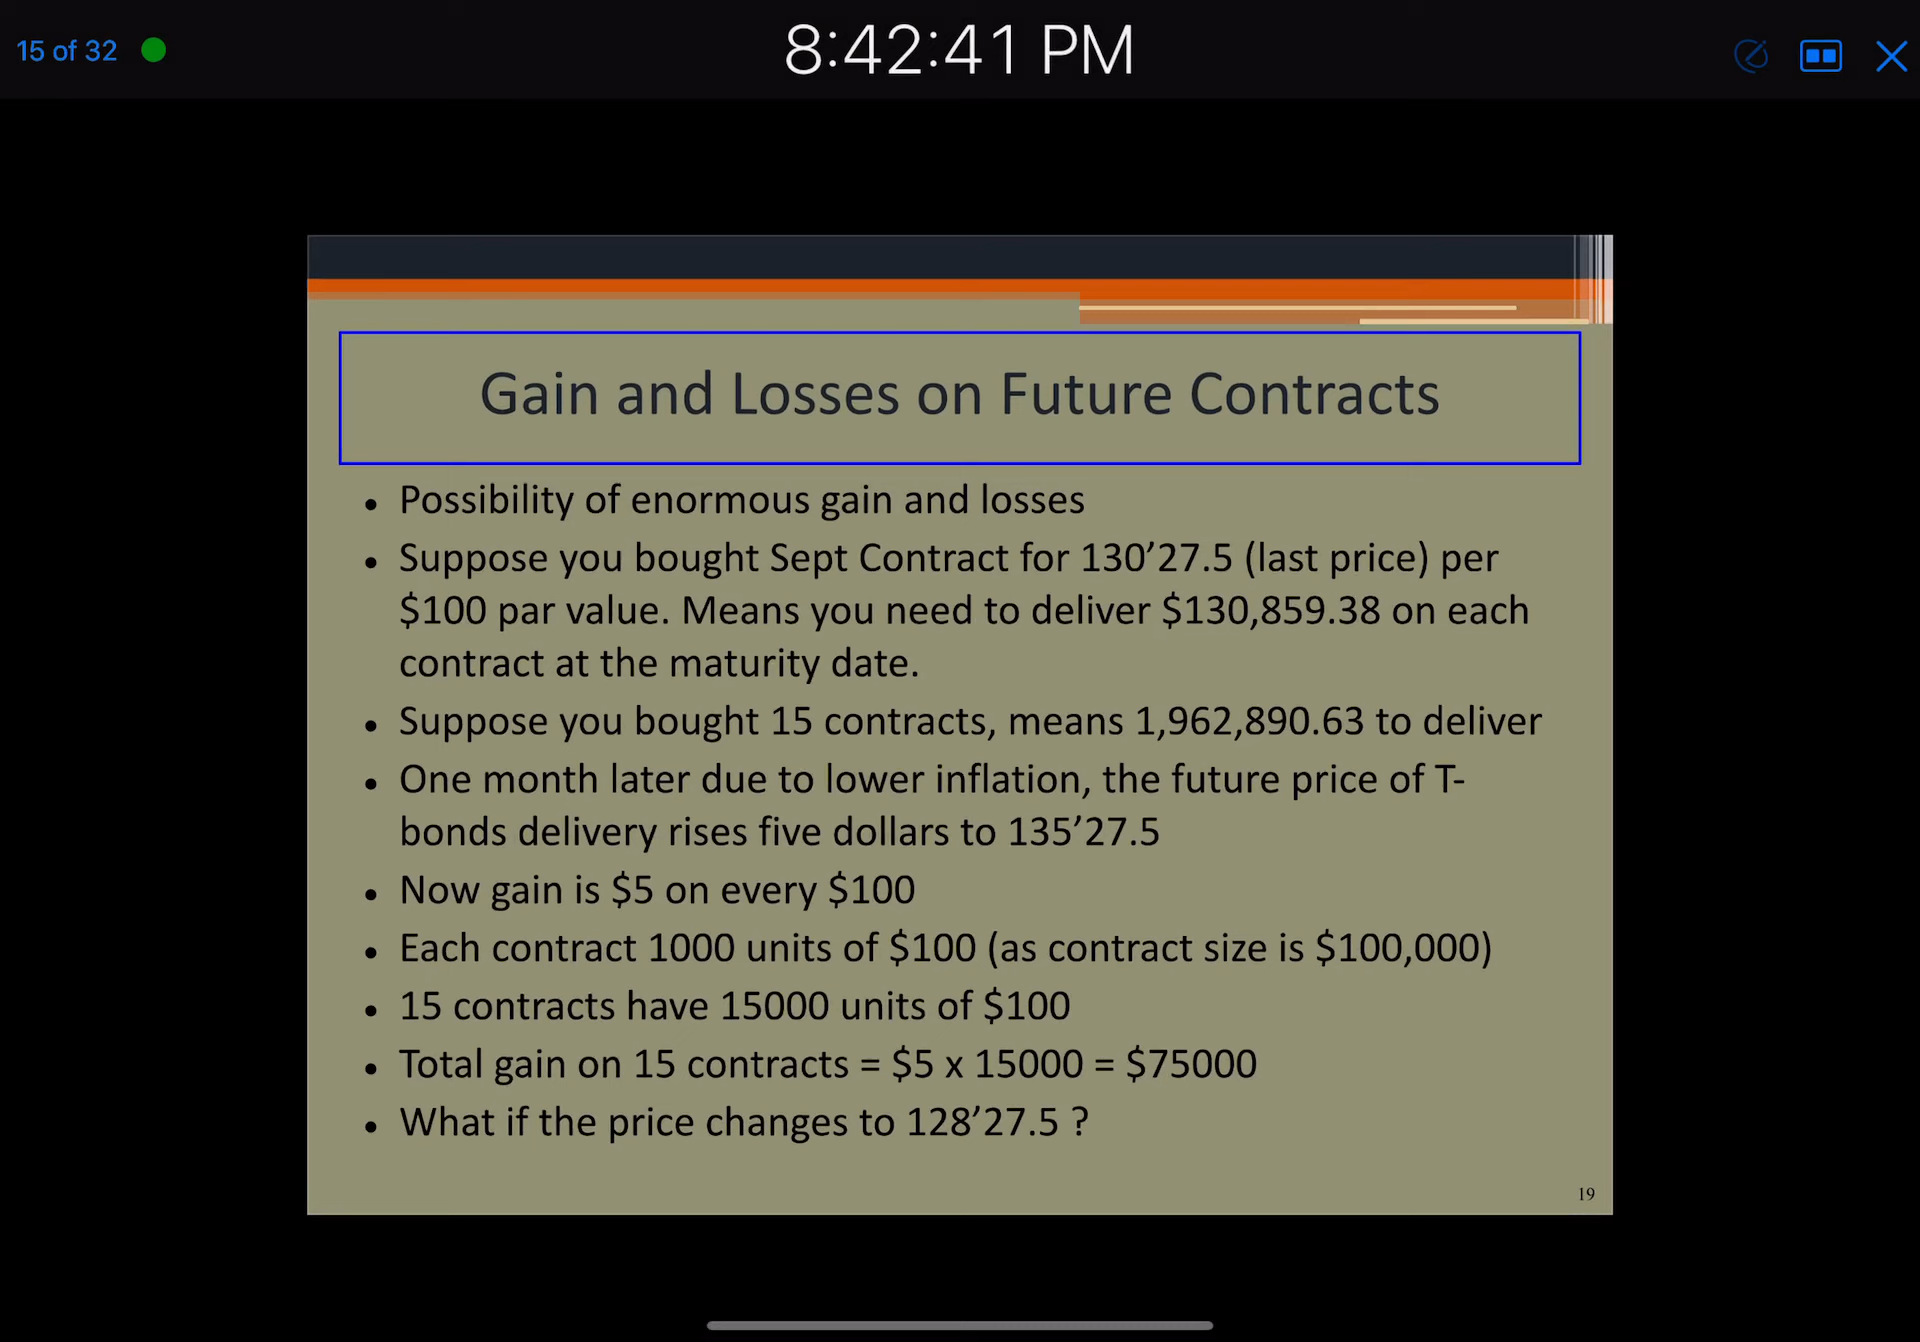 15 of 32
8:42:41 PM
Gain and Losses on Future Contracts
• Possibility of enormous gain and losses
• Suppose you bought Sept Contract for 130’27.5 (last price) per
$100 par value. Means you need to deliver $130,859.38 on each
contract at the maturity date.
• Suppose you bought 15 contracts, means 1,962,890.63 to deliver
• One month later due to lower inflation, the future price of T-
bonds delivery rises five dollars to 135’27.5
• Now gain is $5 on every $100
• Each contract 1000 units of $100 (as contract size is $100,000)
• 15 contracts have 15000 units of $100
• Total gain on 15 contracts = $5 x 15000 = $75000
• What if the price changes to 128’27.5 ?
19